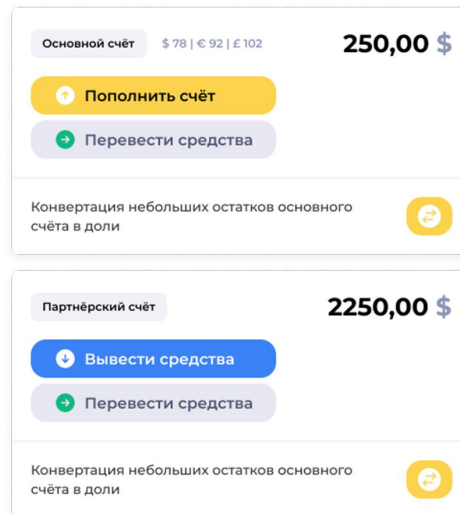 Основной счёт $ 78 | € 92 | £ 102 250,00 $
Пополнить счёт
Перевести средства
Конвертация небольших остатков основного
счёта в доли
Партнёрский счёт 2250,00 $
Вывести средства
Перевести средства
Конвертация небольших остатков основного
счёта в доли